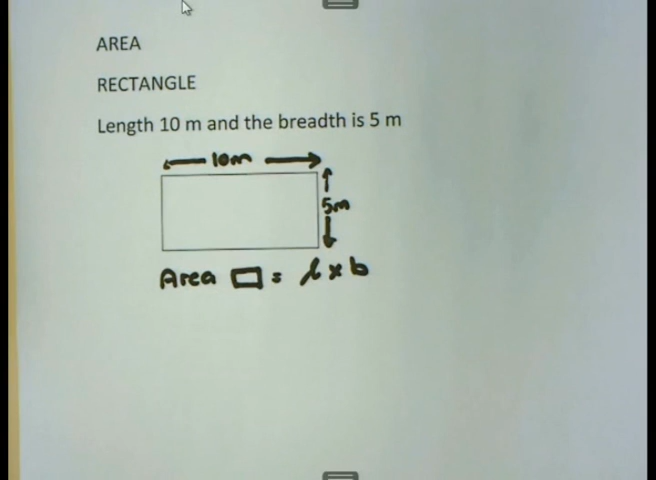 AREA
RECTANGLE
Length 10 m and the breadth is 5 m
10m
5m
Area ▭ = l x b